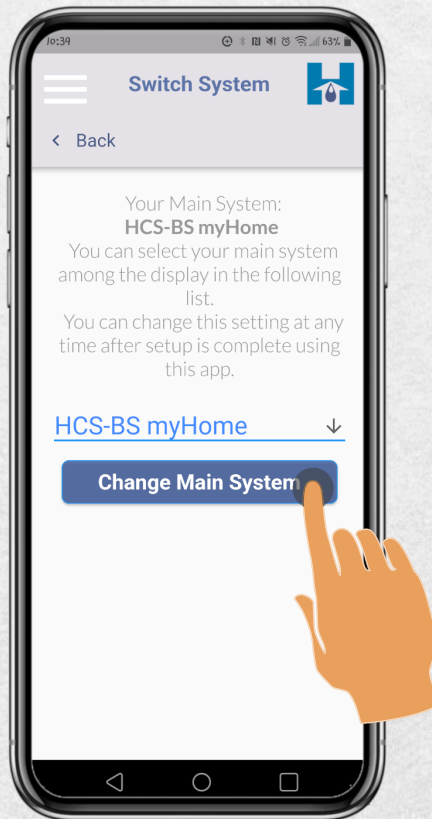 10:39
63%
Switch System
Back
Your Main System:
HCS-BS myHome
You can select your main system
among the display in the following
list.
You can change this setting at any
time after setup is complete using
this app.
HCS-BS myHome
Change Main System